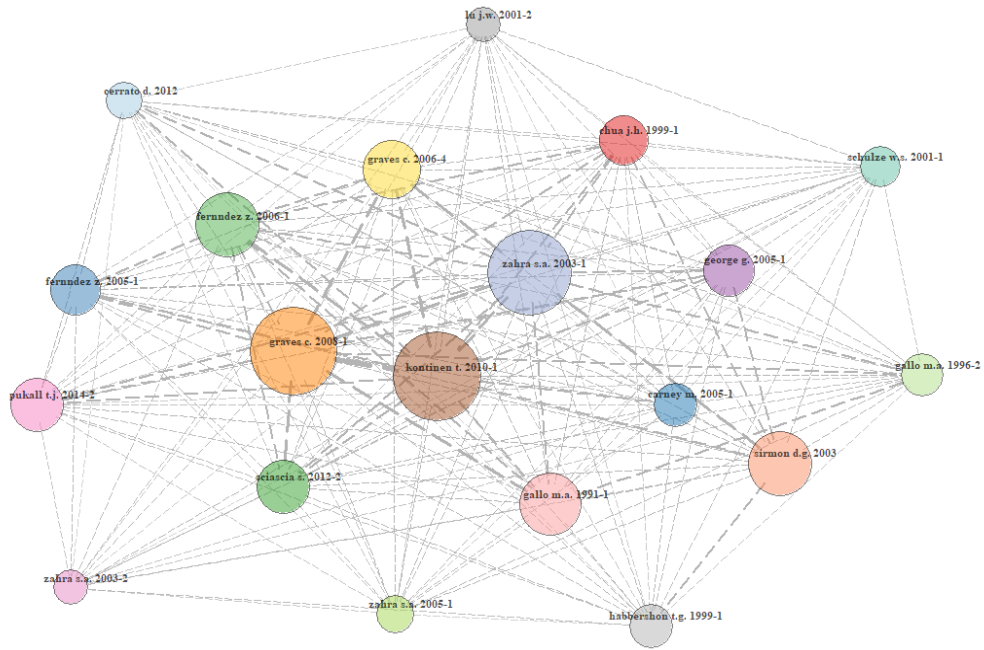 lu j.w. 2001-2
cerrato d. 2012
chua j.h. 1999-1
graves c. 2006-4
schulze w.s. 2001-1
fernndez z. 2006-1
zahra s.a. 2003-1
george g. 2005-1
fernndez z. 2005-1
graves c. 2008-1
kontinen t. 2010-1
gallo m.a. 1996-2
pukall t.j. 2014-2
carney m. 2005-1
sirmon d.g. 2003
sciascia s. 2012-2
gallo m.a. 1991-1
zahra s.a. 2003-2
zahra s.a. 2005-1
habbershon t.g. 1999-1